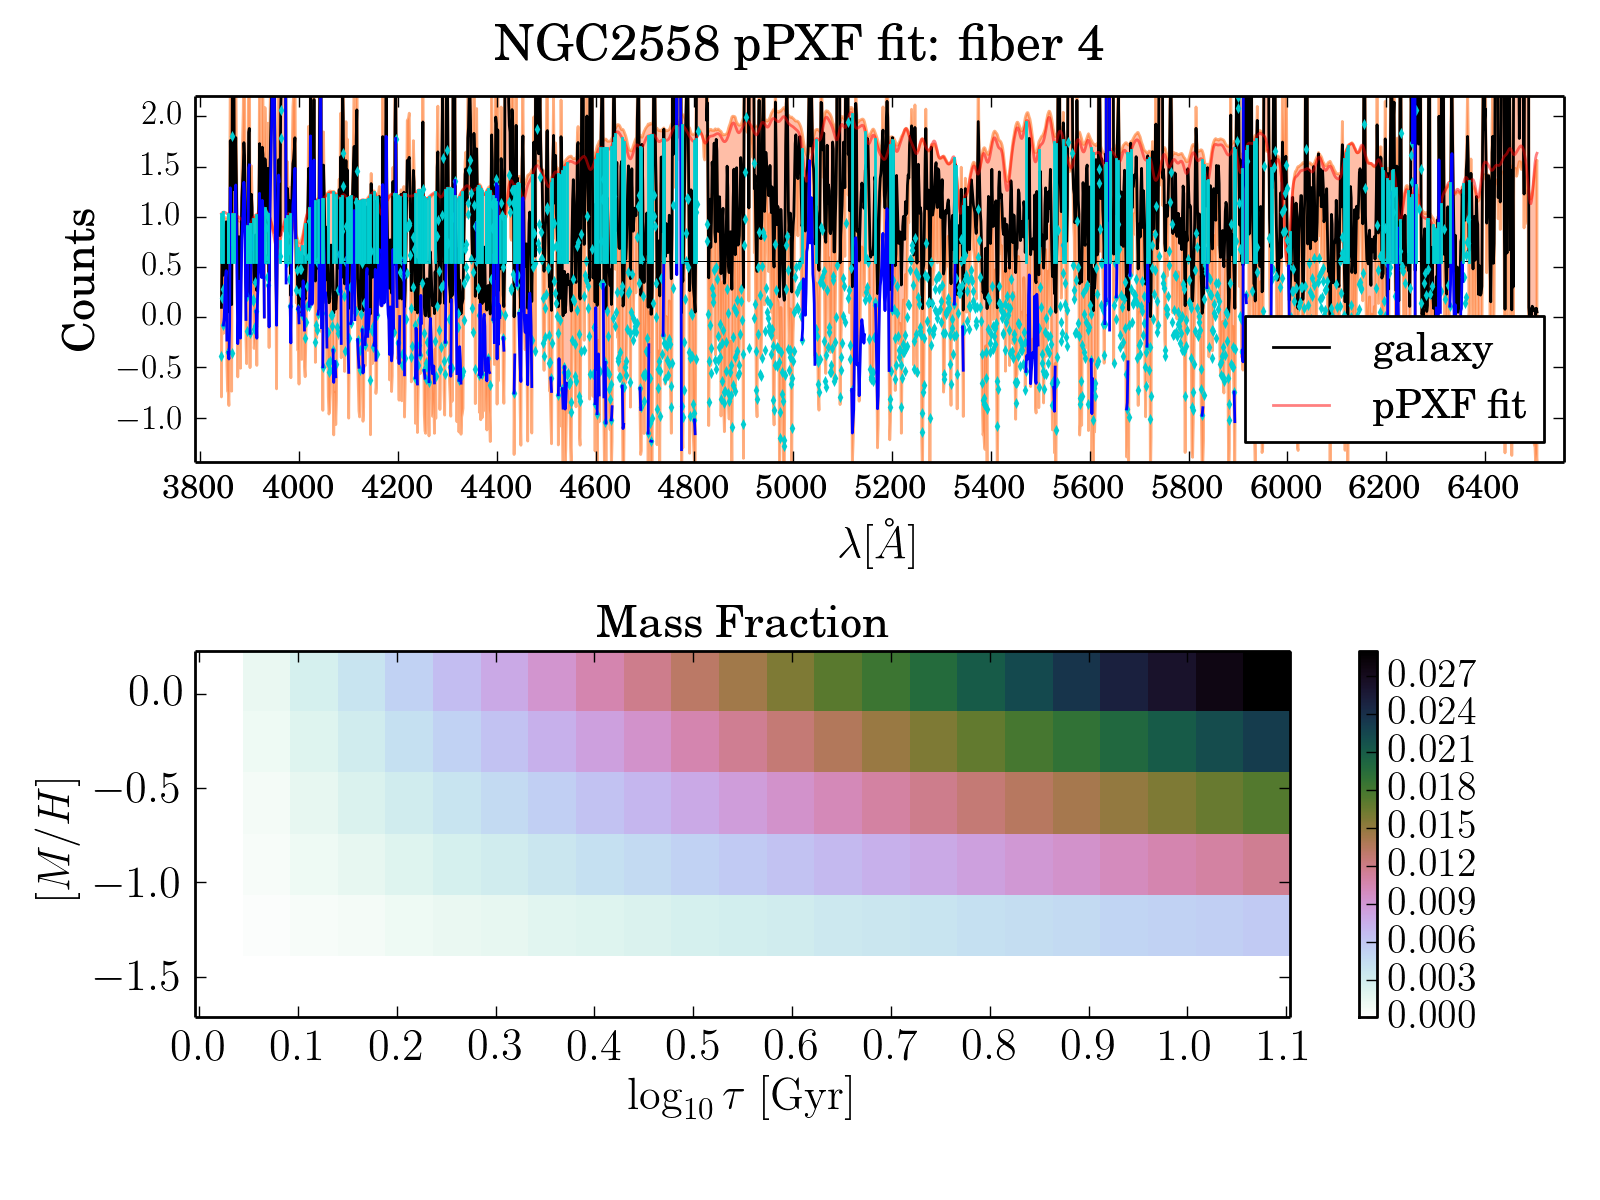 NGC2558 pPXF fit: fiber 4
Counts
2.0
1.5
1.0
0.5
0.0
−0.5
−1.0
galaxy
pPXF fit
3800 4000 4200 4400 4600 4800 5000 5200 5400 5600 5800 6000 6200 6400
λ[Å]
Mass Fraction
[M/H]
0.0
−0.5
−1.0
−1.5
0.0 0.1 0.2 0.3 0.4 0.5 0.6 0.7 0.8 0.9 1.0 1.1
log₁₀ τ [Gyr]
0.027
0.024
0.021
0.018
0.015
0.012
0.009
0.006
0.003
0.000